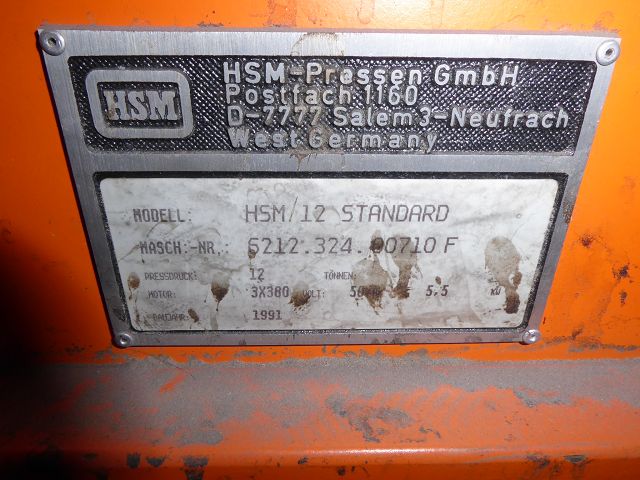 HSM
HSM-Pressen GmbH
Postfach 1160
D-7777 Salem 3-Neufrach
West Germany
MODELL: HSM/12 STANDARD
MASCH.-NR.: 6212.324.00710 F
PRESSDRUCK: 12 TONNEN
MOTOR: 3X380 VOLT: 5,5 KW
BAUJAHR: 1991